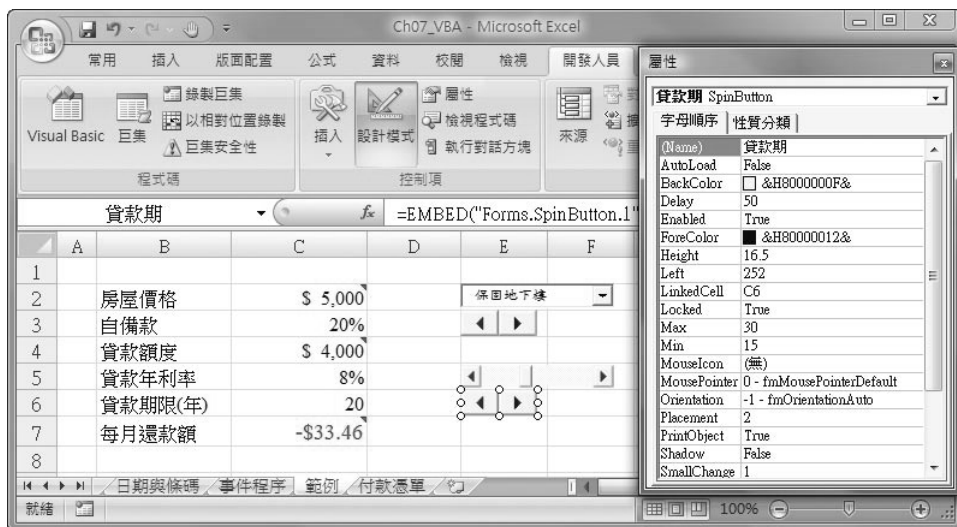 Ch07_VBA - Microsoft Excel
常用 插入 版面配置 公式 資料 校閱 檢視 開發人員
Visual Basic 巨集 錄製巨集 以相對位置錄製 巨集安全性
程式碼
插入 設計模式 屬性 檢視程式碼 執行對話方塊
控制項
來源
貸款期 fx =EMBED("Forms.SpinButton.1"
A B C D E F
1
2 房屋價格 $ 5,000 保固地下樓
3 自備款 20%
4 貸款額度 $ 4,000
5 貸款年利率 8%
6 貸款期限(年) 20
7 每月還款額 -$33.46
8
日期與條碼 事件程序 範例 付款憑單
就緒 100%
屬性
貸款期 SpinButton
字母順序 性質分類
(Name) 貸款期
AutoLoad False
BackColor &H8000000F&
Delay 50
Enabled True
ForeColor &H80000012&
Height 16.5
Left 252
LinkedCell C6
Locked True
Max 30
Min 15
MouseIcon (無)
MousePointer 0 - fmMousePointerDefault
Orientation -1 - fmOrientationAuto
Placement 2
PrintObject True
Shadow False
SmallChange 1